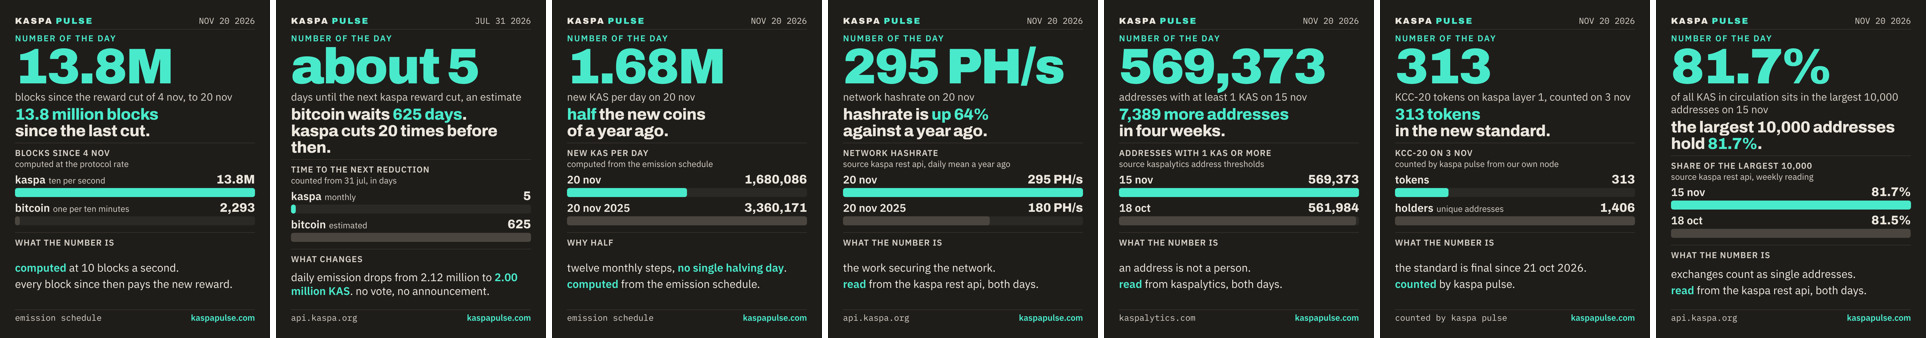 KASPA PULSE NOV 20 2026
NUMBER OF THE DAY
13.8M
blocks since the reward cut of 4 nov, to 20 nov
13.8 million blocks
since the last cut.
BLOCKS SINCE 4 NOV
computed at the protocol rate
kaspa ten per second 13.8M
bitcoin one per ten minutes 2,293
WHAT THE NUMBER IS
computed at 10 blocks a second.
every block since then pays the new reward.
emission schedule kaspapulse.com
KASPA PULSE JUL 31 2026
NUMBER OF THE DAY
about 5
days until the next kaspa reward cut, an estimate
bitcoin waits 625 days.
kaspa cuts 20 times before
then.
TIME TO THE NEXT REDUCTION
counted from 31 jul, in days
kaspa monthly 5
bitcoin estimated 625
WHAT CHANGES
daily emission drops from 2.12 million to 2.00
million KAS. no vote, no announcement.
api.kaspa.org kaspapulse.com
KASPA PULSE NOV 20 2026
NUMBER OF THE DAY
1.68M
new KAS per day on 20 nov
half the new coins
of a year ago.
NEW KAS PER DAY
computed from the emission schedule
20 nov 1,680,086
20 nov 2025 3,360,171
WHY HALF
twelve monthly steps, no single halving day.
computed from the emission schedule.
emission schedule kaspapulse.com
KASPA PULSE NOV 20 2026
NUMBER OF THE DAY
295 PH/s
network hashrate on 20 nov
hashrate is up 64%
against a year ago.
NETWORK HASHRATE
source kaspa rest api, daily mean a year ago
20 nov 295 PH/s
20 nov 2025 180 PH/s
WHAT THE NUMBER IS
the work securing the network.
read from the kaspa rest api, both days.
api.kaspa.org kaspapulse.com
KASPA PULSE NOV 20 2026
NUMBER OF THE DAY
569,373
addresses with at least 1 KAS on 15 nov
7,389 more addresses
in four weeks.
ADDRESSES WITH 1 KAS OR MORE
source kaspalytics address thresholds
15 nov 569,373
18 oct 561,984
WHAT THE NUMBER IS
an address is not a person.
read from kaspalytics, both days.
kaspalytics.com kaspapulse.com
KASPA PULSE NOV 20 2026
NUMBER OF THE DAY
313
KCC-20 tokens on kaspa layer 1, counted on 3 nov
313 tokens
in the new standard.
KCC-20 ON 3 NOV
counted by kaspa pulse from our own node
tokens 313
holders unique addresses 1,406
WHAT THE NUMBER IS
the standard is final since 21 oct 2026.
counted by kaspa pulse.
counted by kaspa pulse kaspapulse.com
KASPA PULSE NOV 20 2026
NUMBER OF THE DAY
81.7%
of all KAS in circulation sits in the largest 10,000
addresses on 15 nov
the largest 10,000 addresses
hold 81.7%.
SHARE OF THE LARGEST 10,000
source kaspa rest api, weekly reading
15 nov 81.7%
18 oct 81.5%
WHAT THE NUMBER IS
exchanges count as single addresses.
read from the kaspa rest api, both days.
api.kaspa.org kaspapulse.com